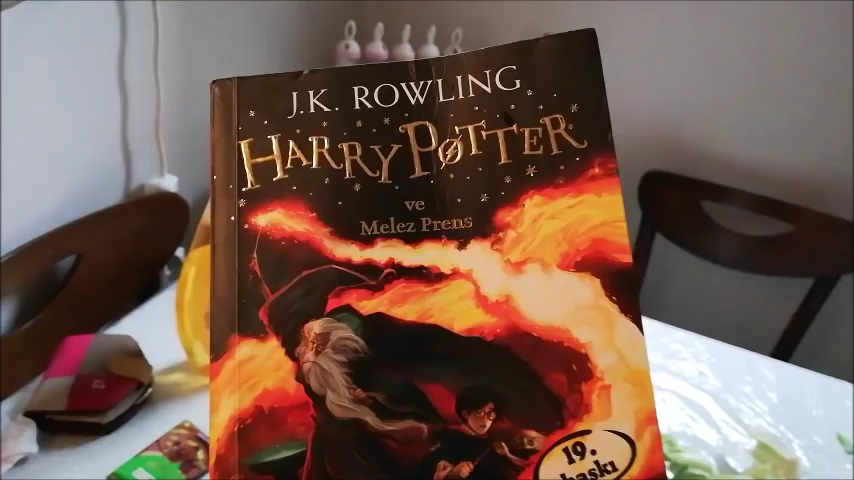 J.K. ROWLING
HARRY POTTER
ve
Melez Prens
19.
baskı